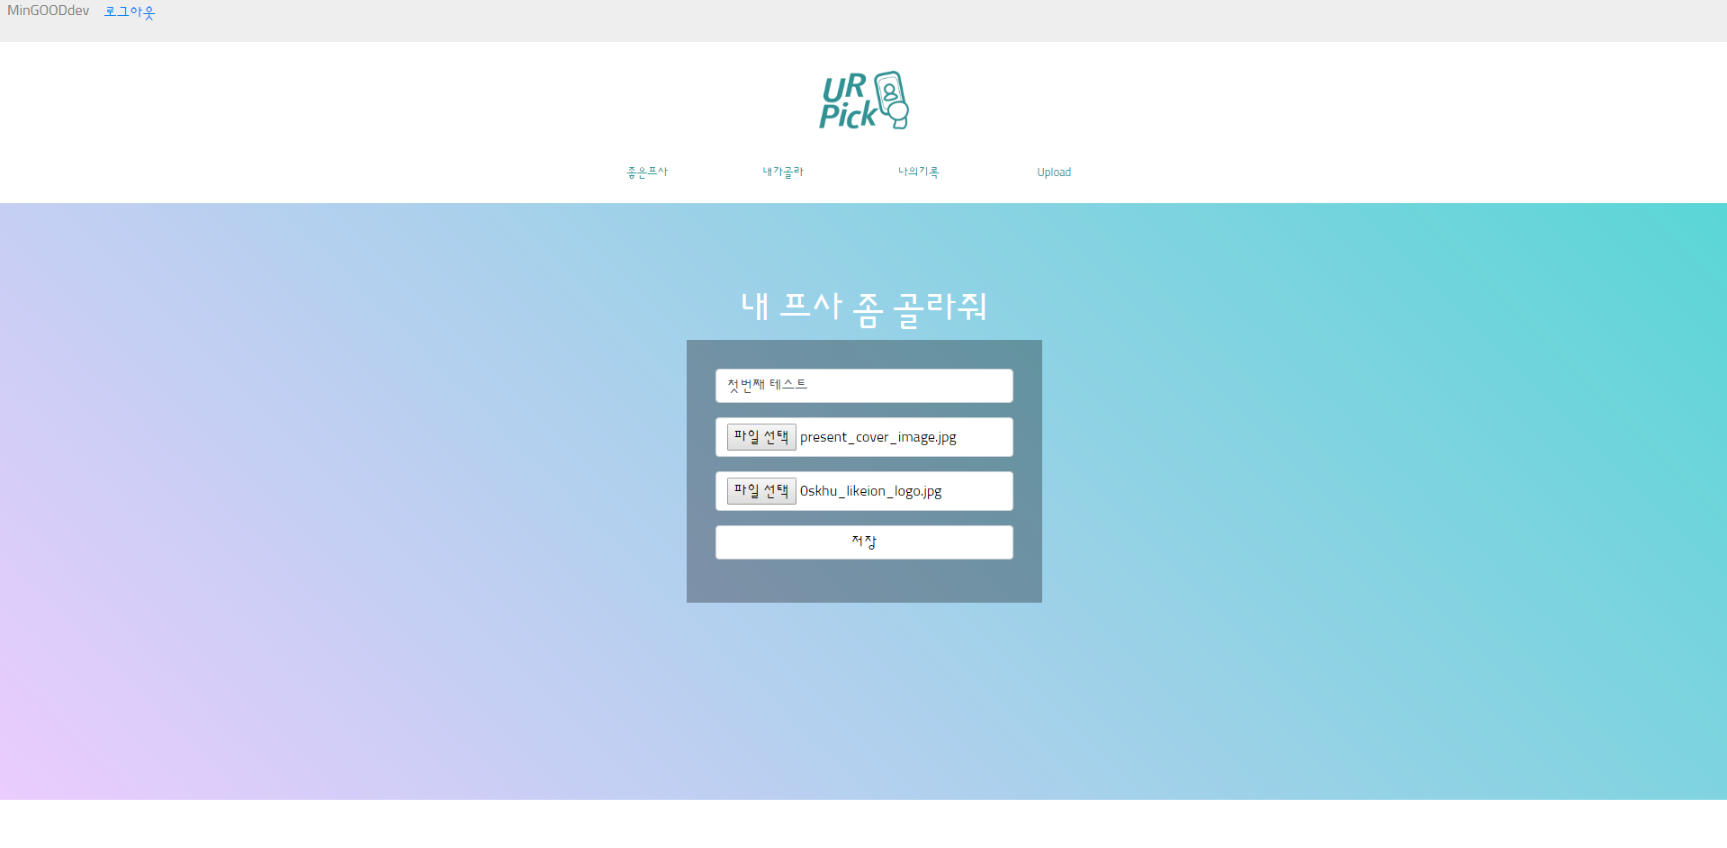 MinGOODdev 로그아웃
UR
Pick
좋은프사 내가골라 나의기록 Upload
내 프사 좀 골라줘
첫번째 테스트
파일 선택 present_cover_image.jpg
파일 선택 0skhu_likeion_logo.jpg
저장